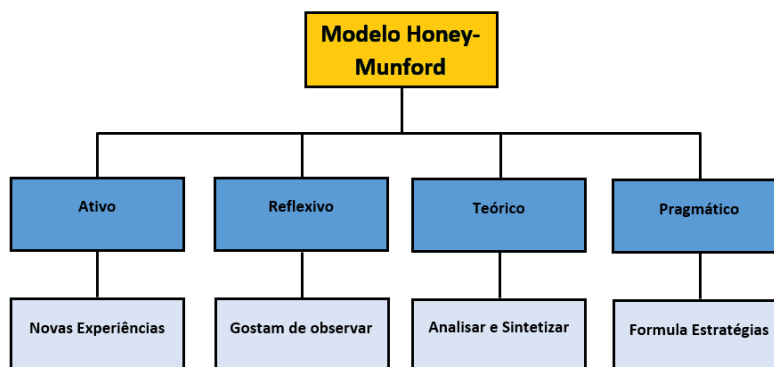 Modelo Honey-
Munford
Ativo
Reflexivo
Teórico
Pragmático
Novas Experiências
Gostam de observar
Analisar e Sintetizar
Formula Estratégias